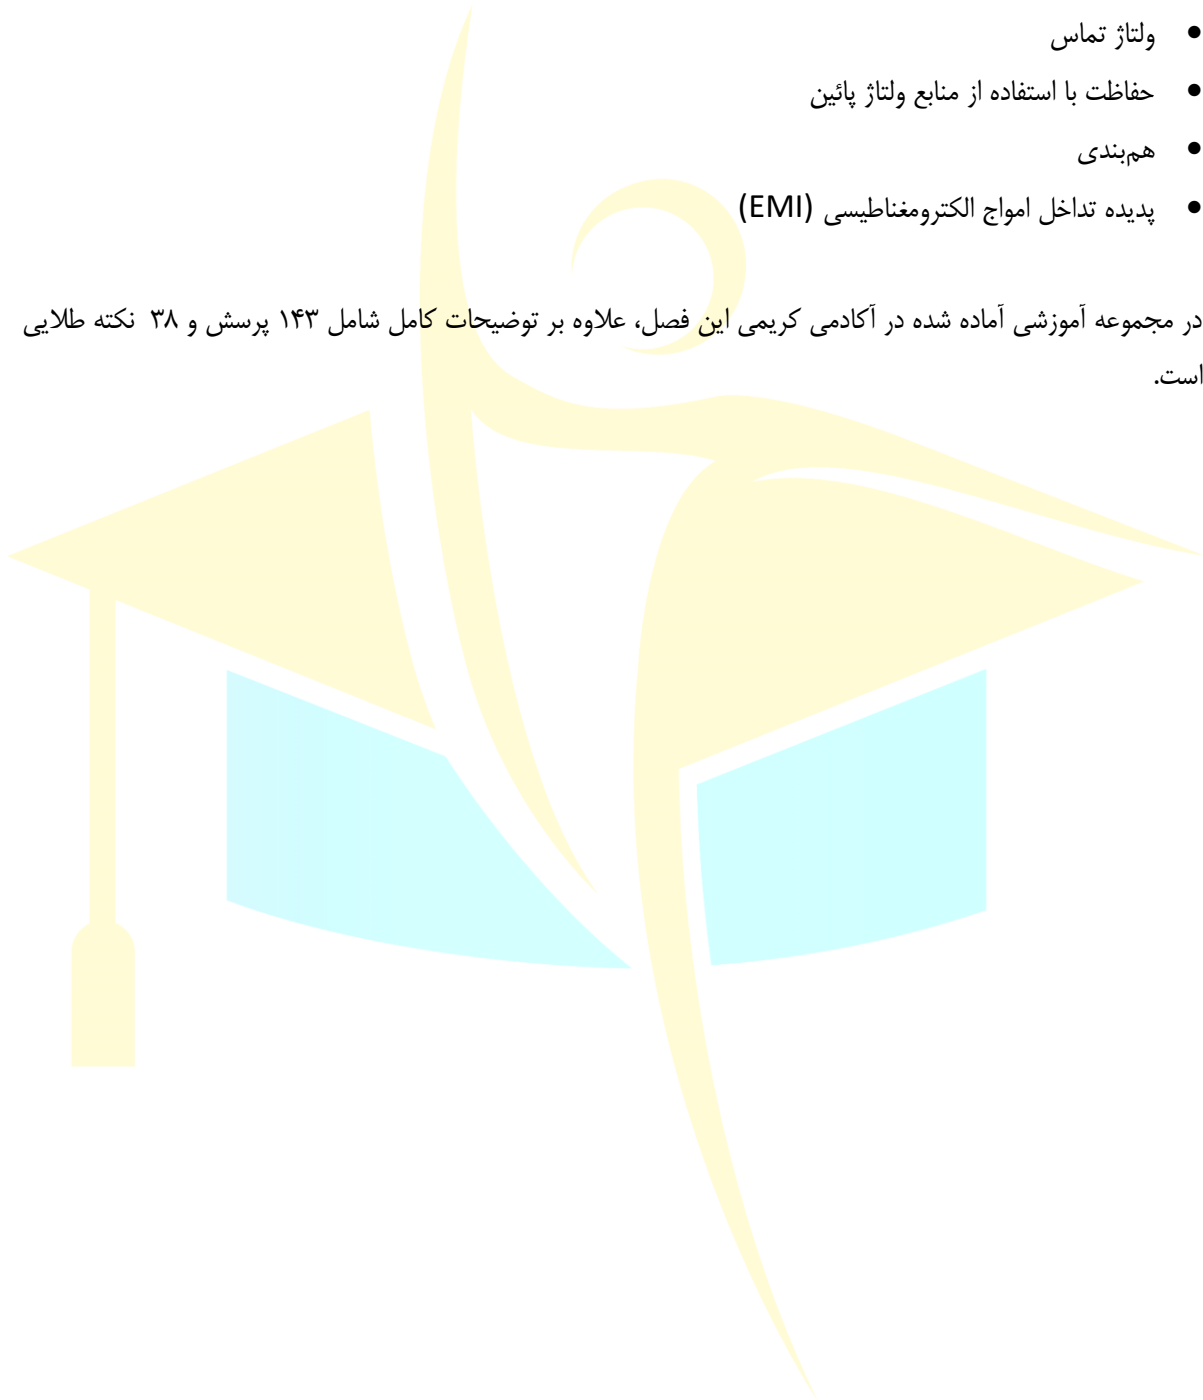 • ولتاژ تماس
• حفاظت با استفاده از منابع ولتاژ پائین
• هم‌بندی
• پدیده تداخل امواج الکترومغناطیسی (EMI)
در مجموعه آموزشی آماده شده در آکادمی کریمی این فصل، علاوه بر توضیحات کامل شامل ۱۴۳ پرسش و ۳۸ نکته طلایی
است.